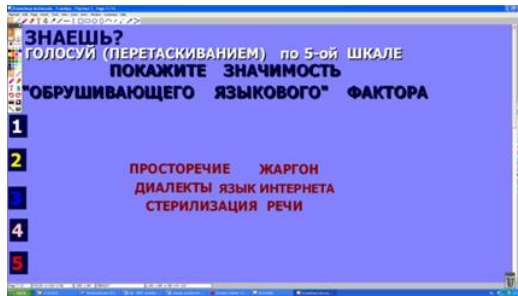 ЗНАЕШЬ?
ГОЛОСУЙ (ПЕРЕТАСКИВАНИЕМ) по 5-ой ШКАЛЕ
ПОКАЖИТЕ ЗНАЧИМОСТЬ
"ОБРУШИВАЮЩЕГО ЯЗЫКОВОГО" ФАКТОРА
1
2
ПРОСТОРЕЧИЕ ЖАРГОН
ДИАЛЕКТЫ ЯЗЫК ИНТЕРНЕТА
3
СТЕРИЛИЗАЦИЯ РЕЧИ
4
5